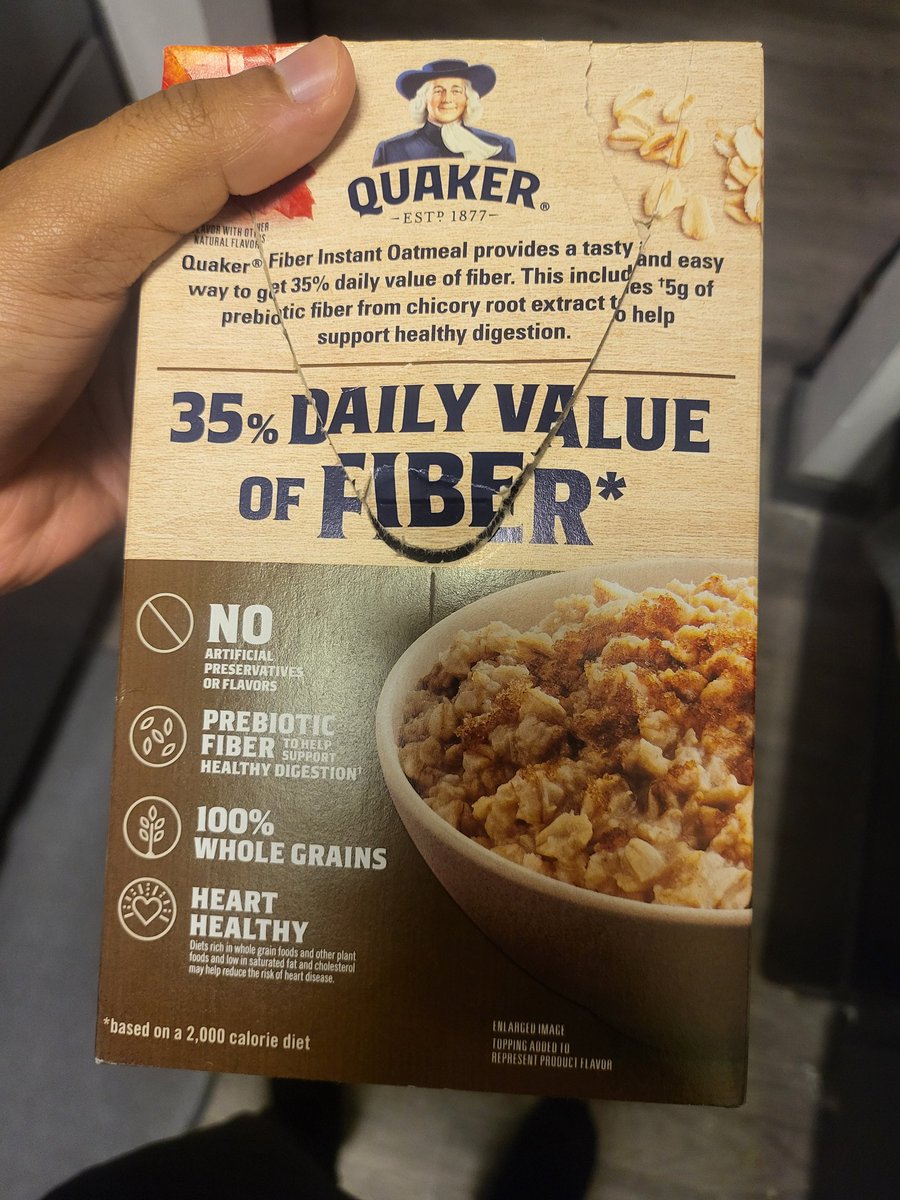 QUAKER®
-ESTD 1877-
FLAVOR WITH OTHER
NATURAL FLAVORS
Quaker® Fiber Instant Oatmeal provides a tasty and easy
way to get 35% daily value of fiber. This includes †5g of
prebiotic fiber from chicory root extract to help
support healthy digestion.
35% DAILY VALUE
OF FIBER*
NO
ARTIFICIAL
PRESERVATIVES
OR FLAVORS
PREBIOTIC
FIBER TO HELP
SUPPORT
HEALTHY DIGESTION†
100%
WHOLE GRAINS
HEART
HEALTHY
Diets rich in whole grain foods and other plant
foods and low in saturated fat and cholesterol
may help reduce the risk of heart disease.
*based on a 2,000 calorie diet
ENLARGED IMAGE
TOPPING ADDED TO
REPRESENT PRODUCT FLAVOR